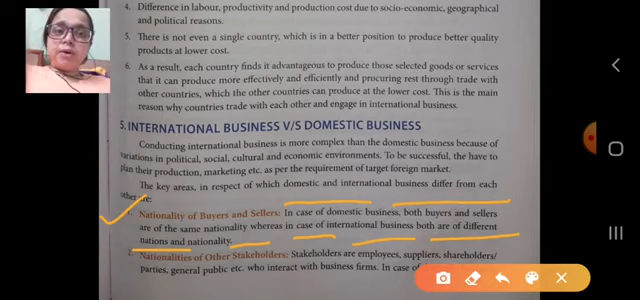 4. Difference in labour, productivity and production cost due to socio-economic, geographical
and political reasons.
5. There is not even a single country, which is in a better position to produce better quality
products at lower cost.
6. As a result, each country finds it advantageous to produce those selected goods or services
that it can produce more effectively and efficiently and procuring rest through trade with
other countries, which the other countries can produce at the lower cost. This is the main
reason why countries trade with each other and engage in international business.
5. INTERNATIONAL BUSINESS V/S DOMESTIC BUSINESS
Conducting international business is more complex than the domestic business because of
variations in political, social, cultural and economic environments. To be successful, the have to
plan their production, marketing etc. as per the requirement of target foreign market.
The key areas, in respect of which domestic and international business differ from each
other are:
1. Nationality of Buyers and Sellers: In case of domestic business, both buyers and sellers
are of the same nationality whereas in case of international business both are of different
nations and nationality.
2. Nationalities of Other Stakeholders: Stakeholders are employees, suppliers, shareholders/
parties, general public etc. who interact with business firms. In case of